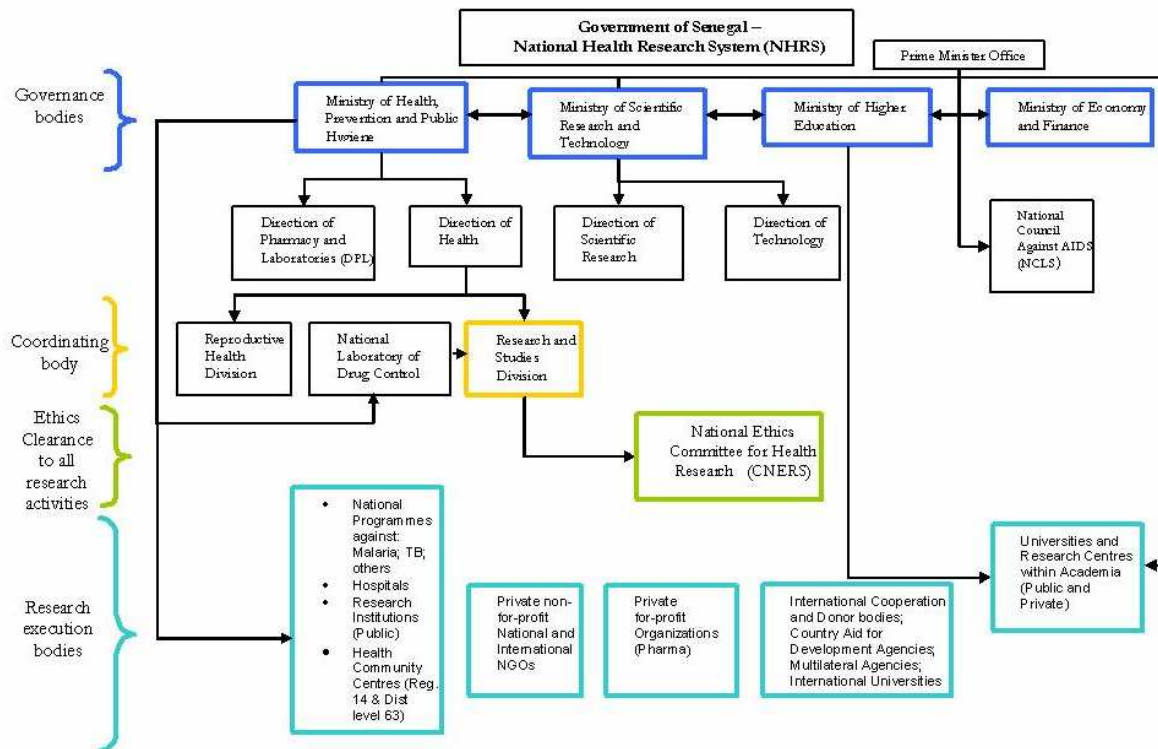 Government of Senegal –
National Health Research System (NHRS)
Prime Minister Office
Governance
bodies
Ministry of Health,
Prevention and Public
Hwiene
Ministry of Scientific
Research and
Technology
Ministry of Higher
Education
Ministry of Economy
and Finance
Direction of
Pharmacy and
Laboratories (DPL)
Direction of
Health
Direction of
Scientific
Research
Direction of
Technology
National
Council
Against AIDS
(NCLS)
Coordinating
body
Reproductive
Health
Division
National
Laboratory of
Drug Control
Research and
Studies
Division
Ethics
Clearance
to all
research
activities
National Ethics
Committee for Health
Research (CNERS)
Research
execution
bodies
• National
Programmes
against:
Malaria; TB;
others
• Hospitals
• Research
Institutions
(Public)
• Health
Community
Centres (Reg.
14 & Dist
level 63)
Private non-
for-profit
National and
International
NGOs
Private
for-profit
Organizations
(Pharma)
International Cooperation
and Donor bodies;
Country Aid for
Development Agencies;
Multilateral Agencies;
International Universities
Universities and
Research Centres
within Academia
(Public and
Private)